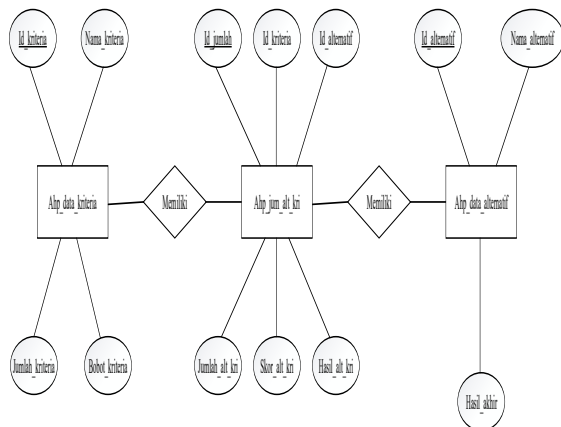 Id_kriteria
Nama_kriteria
Id_jumlah
Id_kriteria
Id_alternatif
Id_alternatif
Nama_alternatif
Ahp_data_kriteria
Memiliki
Ahp_jum_alt_kri
Memiliki
Ahp_data_alternatif
Jumlah_kriteria
Bobot_kriteria
Jumlah_alt_kri
Skor_alt_kri
Hasil_alt_kri
Hasil_akhir